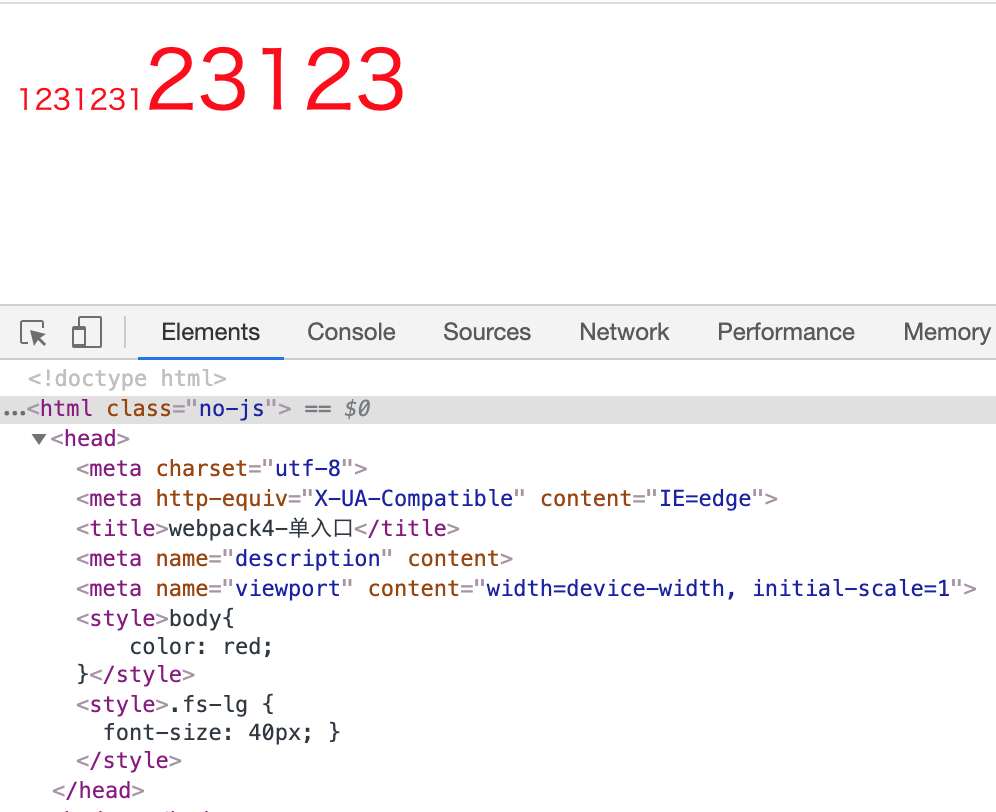 123123123123
Elements Console Sources Network Performance Memory
<!doctype html>
…<html class="no-js"> == $0
▼<head>
<meta charset="utf-8">
<meta http-equiv="X-UA-Compatible" content="IE=edge">
<title>webpack4-单入口</title>
<meta name="description" content>
<meta name="viewport" content="width=device-width, initial-scale=1">
<style>body{
color: red;
}</style>
<style>.fs-lg {
font-size: 40px; }
</style>
</head>